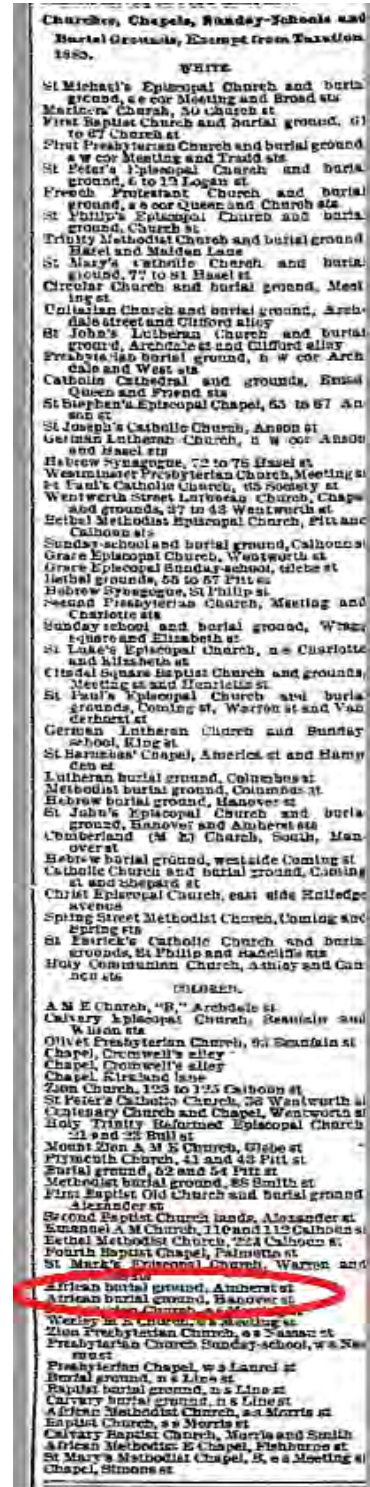 Churches, Chapels, Sunday-Schools and
Burial Grounds, Exempt from Taxation
1885.
WHITE.
St Michael's Episcopal Church and burial
ground, s e cor Meeting and Broad sts
Mariners' Church, 50 Church st
First Baptist Church and burial ground, 61
to 67 Church st
First Presbyterian Church and burial ground
s w cor Meeting and Tradd sts
St Peter's Episcopal Church and burial
ground, 6 to 12 Logan st
French Protestant Church and burial
ground, s e cor Queen and Church sts
St Philip's Episcopal Church and burial
ground, Church st
Trinity Methodist Church and burial ground
Hasel and Maiden Lane
St Mary's Catholic Church and burial
ground, 77 to 81 Hasel st
Circular Church and burial ground, Meet
ing st
Unitarian Church and burial ground, Arch-
dale street and Clifford alley
St John's Lutheran Church and burial
ground, Archdale st and Clifford alley
Presbyterian burial ground, n w cor Arch
dale and West sts
Catholic Cathedral and grounds, Broad
Queen and Friend sts
St Stephen's Episcopal Chapel, 63 to 67 An
son st
St Joseph's Catholic Church, Anson st
German Lutheran Church, n w cor Anson
and Hasel sts
Hebrew Synagogue, 72 to 76 Hasel st
Westminster Presbyterian Church, Meeting st
St Paul's Catholic Church, Society st
Wentworth Street Lutheran Church, Chape
and grounds, 37 to 43 Wentworth st
Bethel Methodist Episcopal Church, Pitt and
Calhoun sts
Sunday-school and burial ground, Calhoun s
Grace Episcopal Church, Wentworth st
Grace Episcopal Sunday-school, Glebe st
Bethel grounds, 55 to 57 Pitt st
Hebrew Synagogue, St Philip st
Second Presbyterian Church, Meeting and
Charlotte sts
Sunday school and burial ground, Wragg
square and Elizabeth st
St Luke's Episcopal Church, n e Charlotte
and Elizabeth st
Citadel Square Baptist Church and grounds,
Meeting st and Henrietta st
St Paul's Episcopal Church and buria
grounds, Coming st, Warren st and Van
derhorst st
German Lutheran Church and Sunday
school, King st
St Barnabas' Chapel, America st and Hamp
den st
Lutheran burial ground, Columbus st
Methodist burial ground, Columbus st
Hebrew burial ground, Hanover st
St John's Episcopal Church and buria
ground, Hanover and Amherst sts
Cumberland (M E) Church, South, Han-
over st
Hebrew burial ground, west side Coming st
Catholic Church and burial ground, Coming
st and Shepard st
Christ Episcopal Church, east side Rutledge
avenue
Spring Street Methodist Church, Coming and
Spring sts
St Patrick's Catholic Church and buria
grounds, St Philip and Radcliffe sts
Holy Communion Church, Ashley and Can
non sts
COLORED.
A M E Church, "B," Archdale st
Calvary Episcopal Church, Beaufain and
Wilson sts
Olivet Presbyterian Church, Beaufain st
Chapel, Cromwell's alley
Chapel, Cromwell's alley
Chapel, Kirkland lane
Zion Church, 123 to 125 Calhoun st
St Peter's Catholic Church, 38 Wentworth st
Centenary Church and Chapel, Wentworth st
Holy Trinity Reformed Episcopal Church
21 and 22 Bull st
Mount Zion A M E Church, Glebe st
Plymouth Church, 41 and 43 Pitt st
Burial ground, 52 and 54 Pitt st
Methodist burial ground, 88 Smith st
First Baptist Old Church and burial ground
Alexander st
Second Baptist Church lands, Alexander st
Emanuel A M Church, 110 and 112 Calhoun s
Bethel Methodist Church, Calhoun st
Fourth Baptist Chapel, Palmetto st
St Mark's Episcopal Church, Warren and
African burial ground, Amherst st
African burial ground, Hanover st
Church,
Wesley M E Church, e s Meeting st
Zion Presbyterian Church, e s Nassau st
Presbyterian Church Sunday-school, w s Nas
Presbyterian Chapel, w s Laurel st
Burial ground, n s Line st
Baptist burial ground, n s Line st
Calvary burial ground, n s Line st
African Methodist Church, s s Morris st
Baptist Church, s s Morris st
Calvary Baptist Church, Morris and Smith
African Methodist E Chapel, Fishburne st
St Mary's Methodist Chapel, B, e s Meeting s
Chapel, Simons st